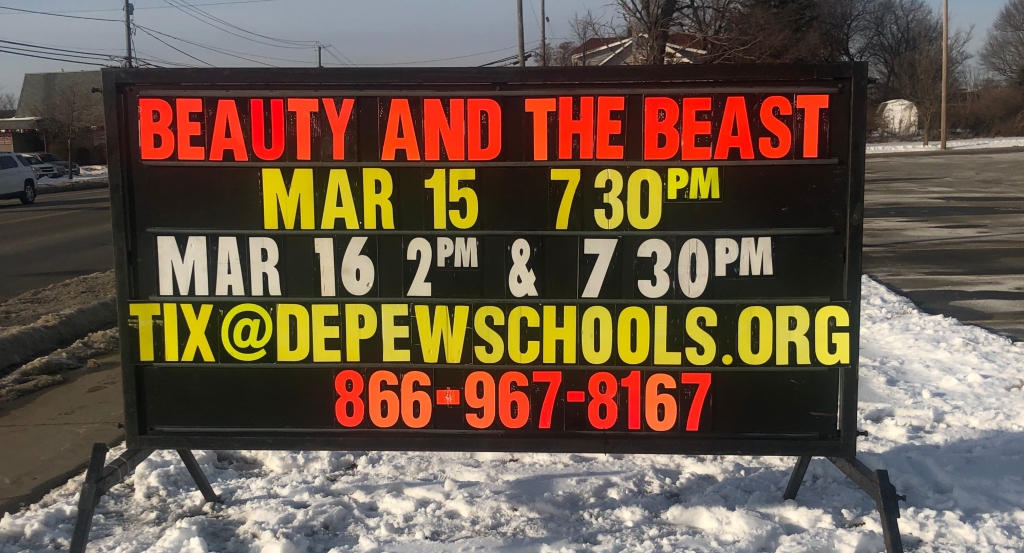 BEAUTY AND THE BEAST
MAR 15 7 30PM
MAR 16 2PM & 7 30PM
TIX@DEPEWSCHOOLS.ORG
866-967-8167